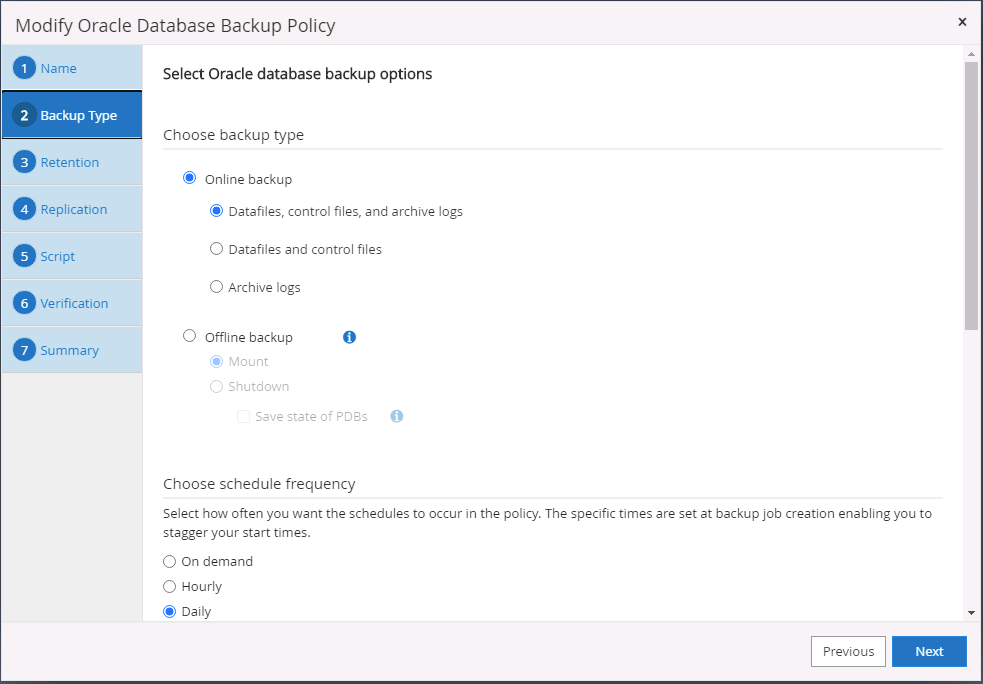 Modify Oracle Database Backup Policy
×
1 Name
2 Backup Type
3 Retention
4 Replication
5 Script
6 Verification
7 Summary
Select Oracle database backup options
Choose backup type
Online backup
Datafiles, control files, and archive logs
Datafiles and control files
Archive logs
Offline backup
Mount
Shutdown
Save state of PDBs
Choose schedule frequency
Select how often you want the schedules to occur in the policy. The specific times are set at backup job creation enabling you to
stagger your start times.
On demand
Hourly
Daily
Previous
Next